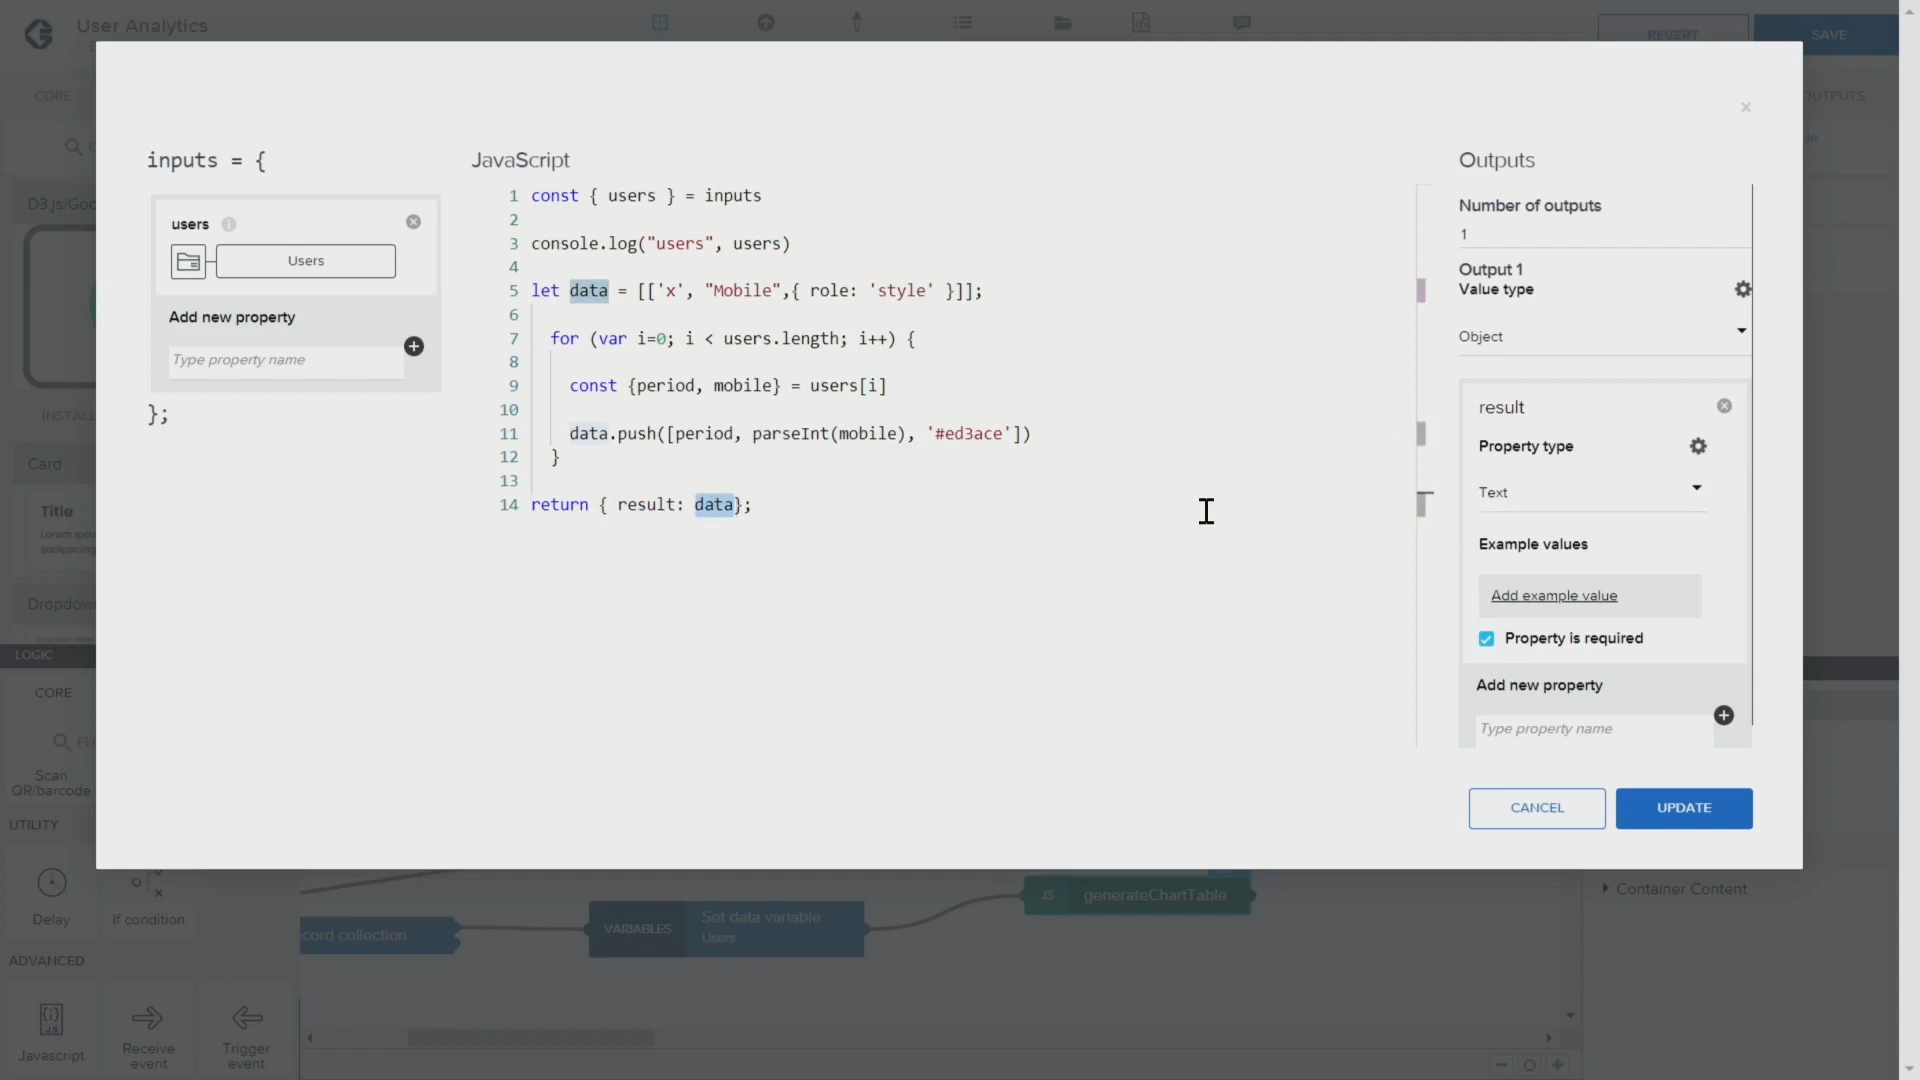 User Analytics
REVERT
SAVE
CORE
OUTPUTS
inputs = {
JavaScript
Outputs
D3.js/Goo
users
Users
Add new property
Type property name
};
1 const { users } = inputs
2
3 console.log("users", users)
4
5 let data = [['x', "Mobile",{ role: 'style' }]];
6
7 for (var i=0; i < users.length; i++) {
8
9 const {period, mobile} = users[i]
10
11 data.push([period, parseInt(mobile), '#ed3ace'])
12 }
13
14 return { result: data};
Number of outputs
1
Output 1
Value type
Object
result
Property type
Text
Example values
Add example value
Property is required
Add new property
Type property name
CANCEL
UPDATE
INSTALL
Card
Title
Lorem ipsu
sadipscing
Dropdown
LOGIC
CORE
Scan
QR/barcode
UTILITY
Delay
If condition
ADVANCED
{i}
JS
Javascript
Receive
event
Trigger
event
cord collection
VARIABLES
Set data variable
Users
JS
generateChartTable
Container Content